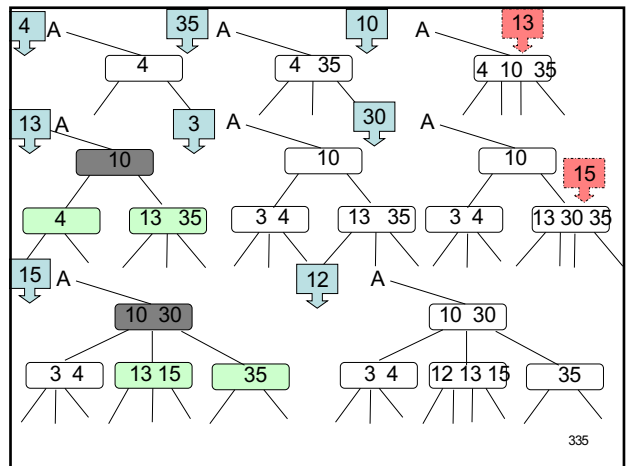 4 A 35 A 10 A 13
4 4 35 4 10 35
13 A 3 A 30 A
10 10 10 15
4 13 35 3 4 13 35 3 4 13 30 35
15 A 12 A
10 30 10 30
3 4 13 15 35 3 4 12 13 15 35
335